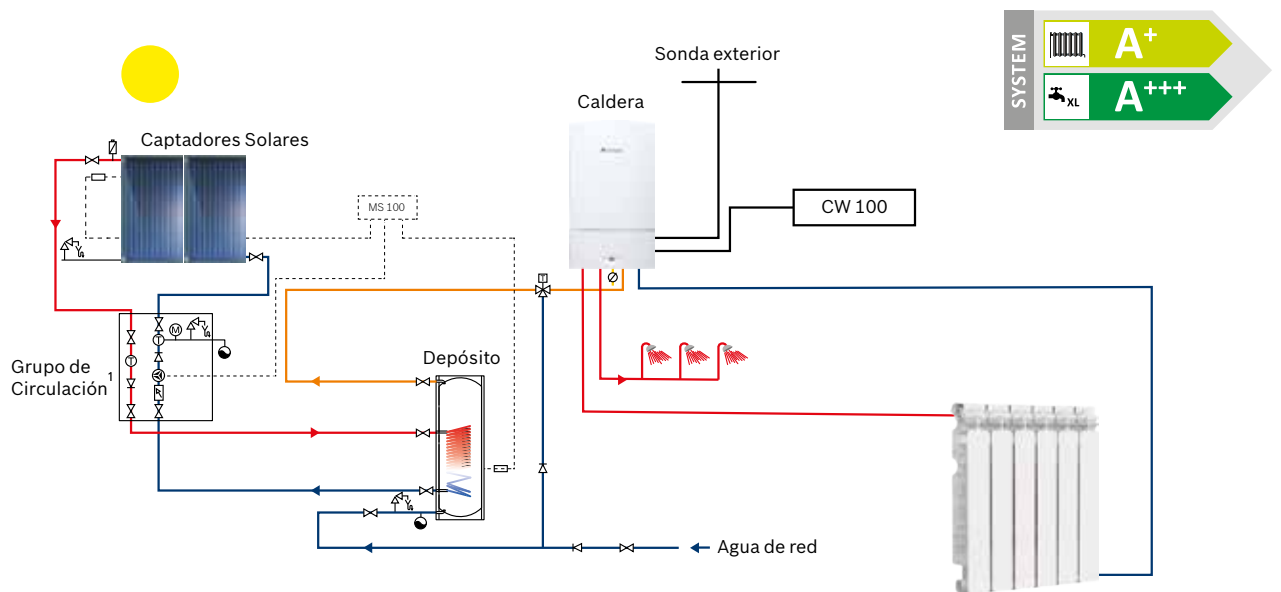 Sonda exterior
SYSTEM
A+
XL
A+++
Caldera
Captadores Solares
MS 100
CW 100
T
M
T
T
Grupo de
Circulación 1
Depósito
Agua de red